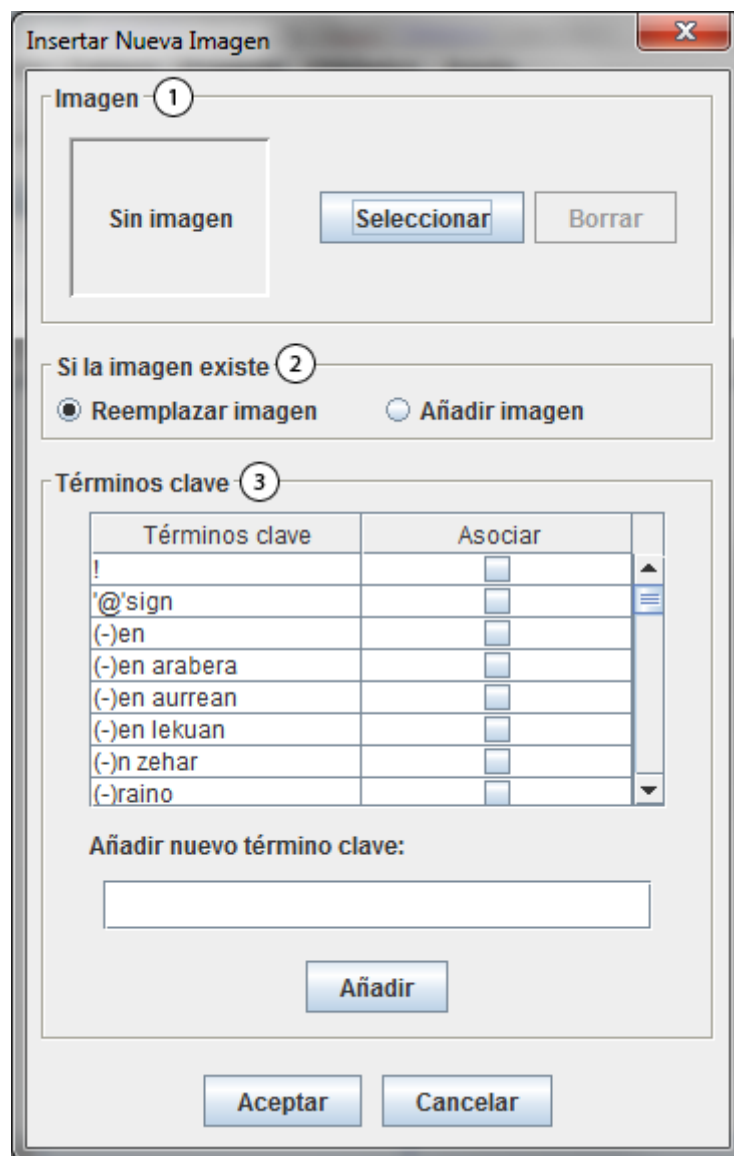 Insertar Nueva Imagen
Imagen 1
Sin imagen Seleccionar Borrar
Si la imagen existe 2
Reemplazar imagen Añadir imagen
Términos clave 3
Términos clave Asociar
!
'@'sign
(-)en
(-)en arabera
(-)en aurrean
(-)en lekuan
(-)n zehar
(-)raino
Añadir nuevo término clave:
Añadir
Aceptar Cancelar